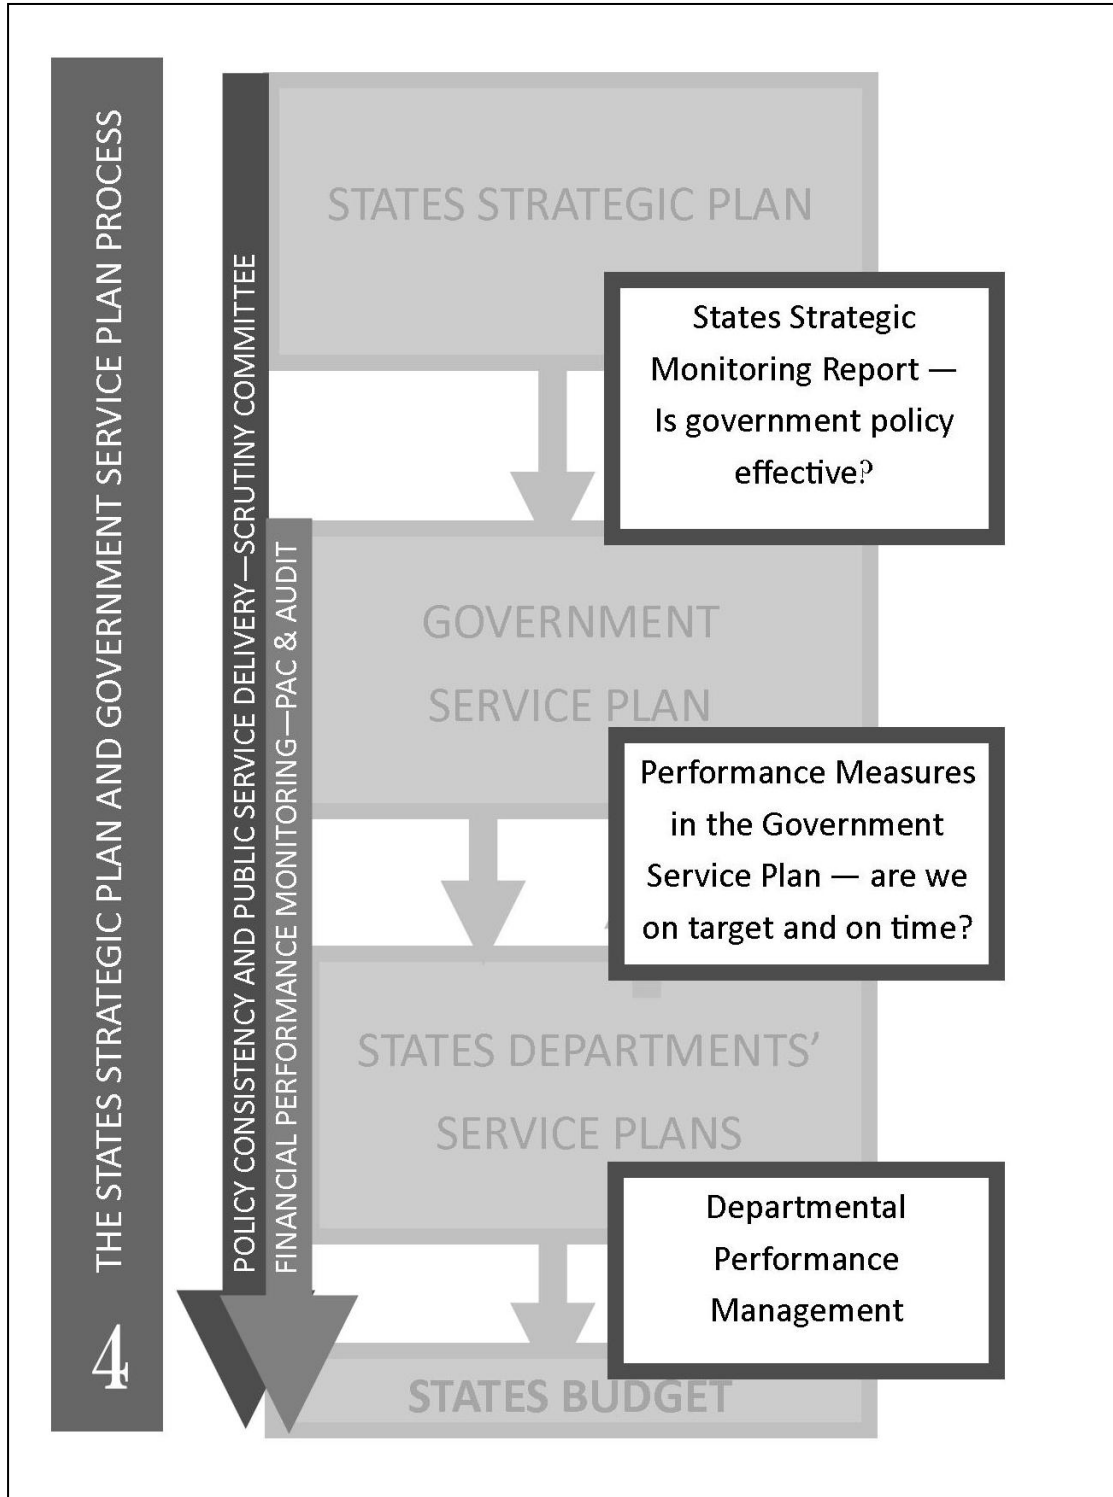 THE STATES STRATEGIC PLAN AND GOVERNMENT SERVICE PLAN PROCESS
4
POLICY CONSISTENCY AND PUBLIC SERVICE DELIVERY—SCRUTINY COMMITTEE
FINANCIAL PERFORMANCE MONITORING—PAC & AUDIT
STATES STRATEGIC PLAN
States Strategic
Monitoring Report —
Is government policy
effective?
GOVERNMENT
SERVICE PLAN
Performance Measures
in the Government
Service Plan — are we
on target and on time?
STATES DEPARTMENTS’
SERVICE PLANS
Departmental
Performance
Management
STATES BUDGET